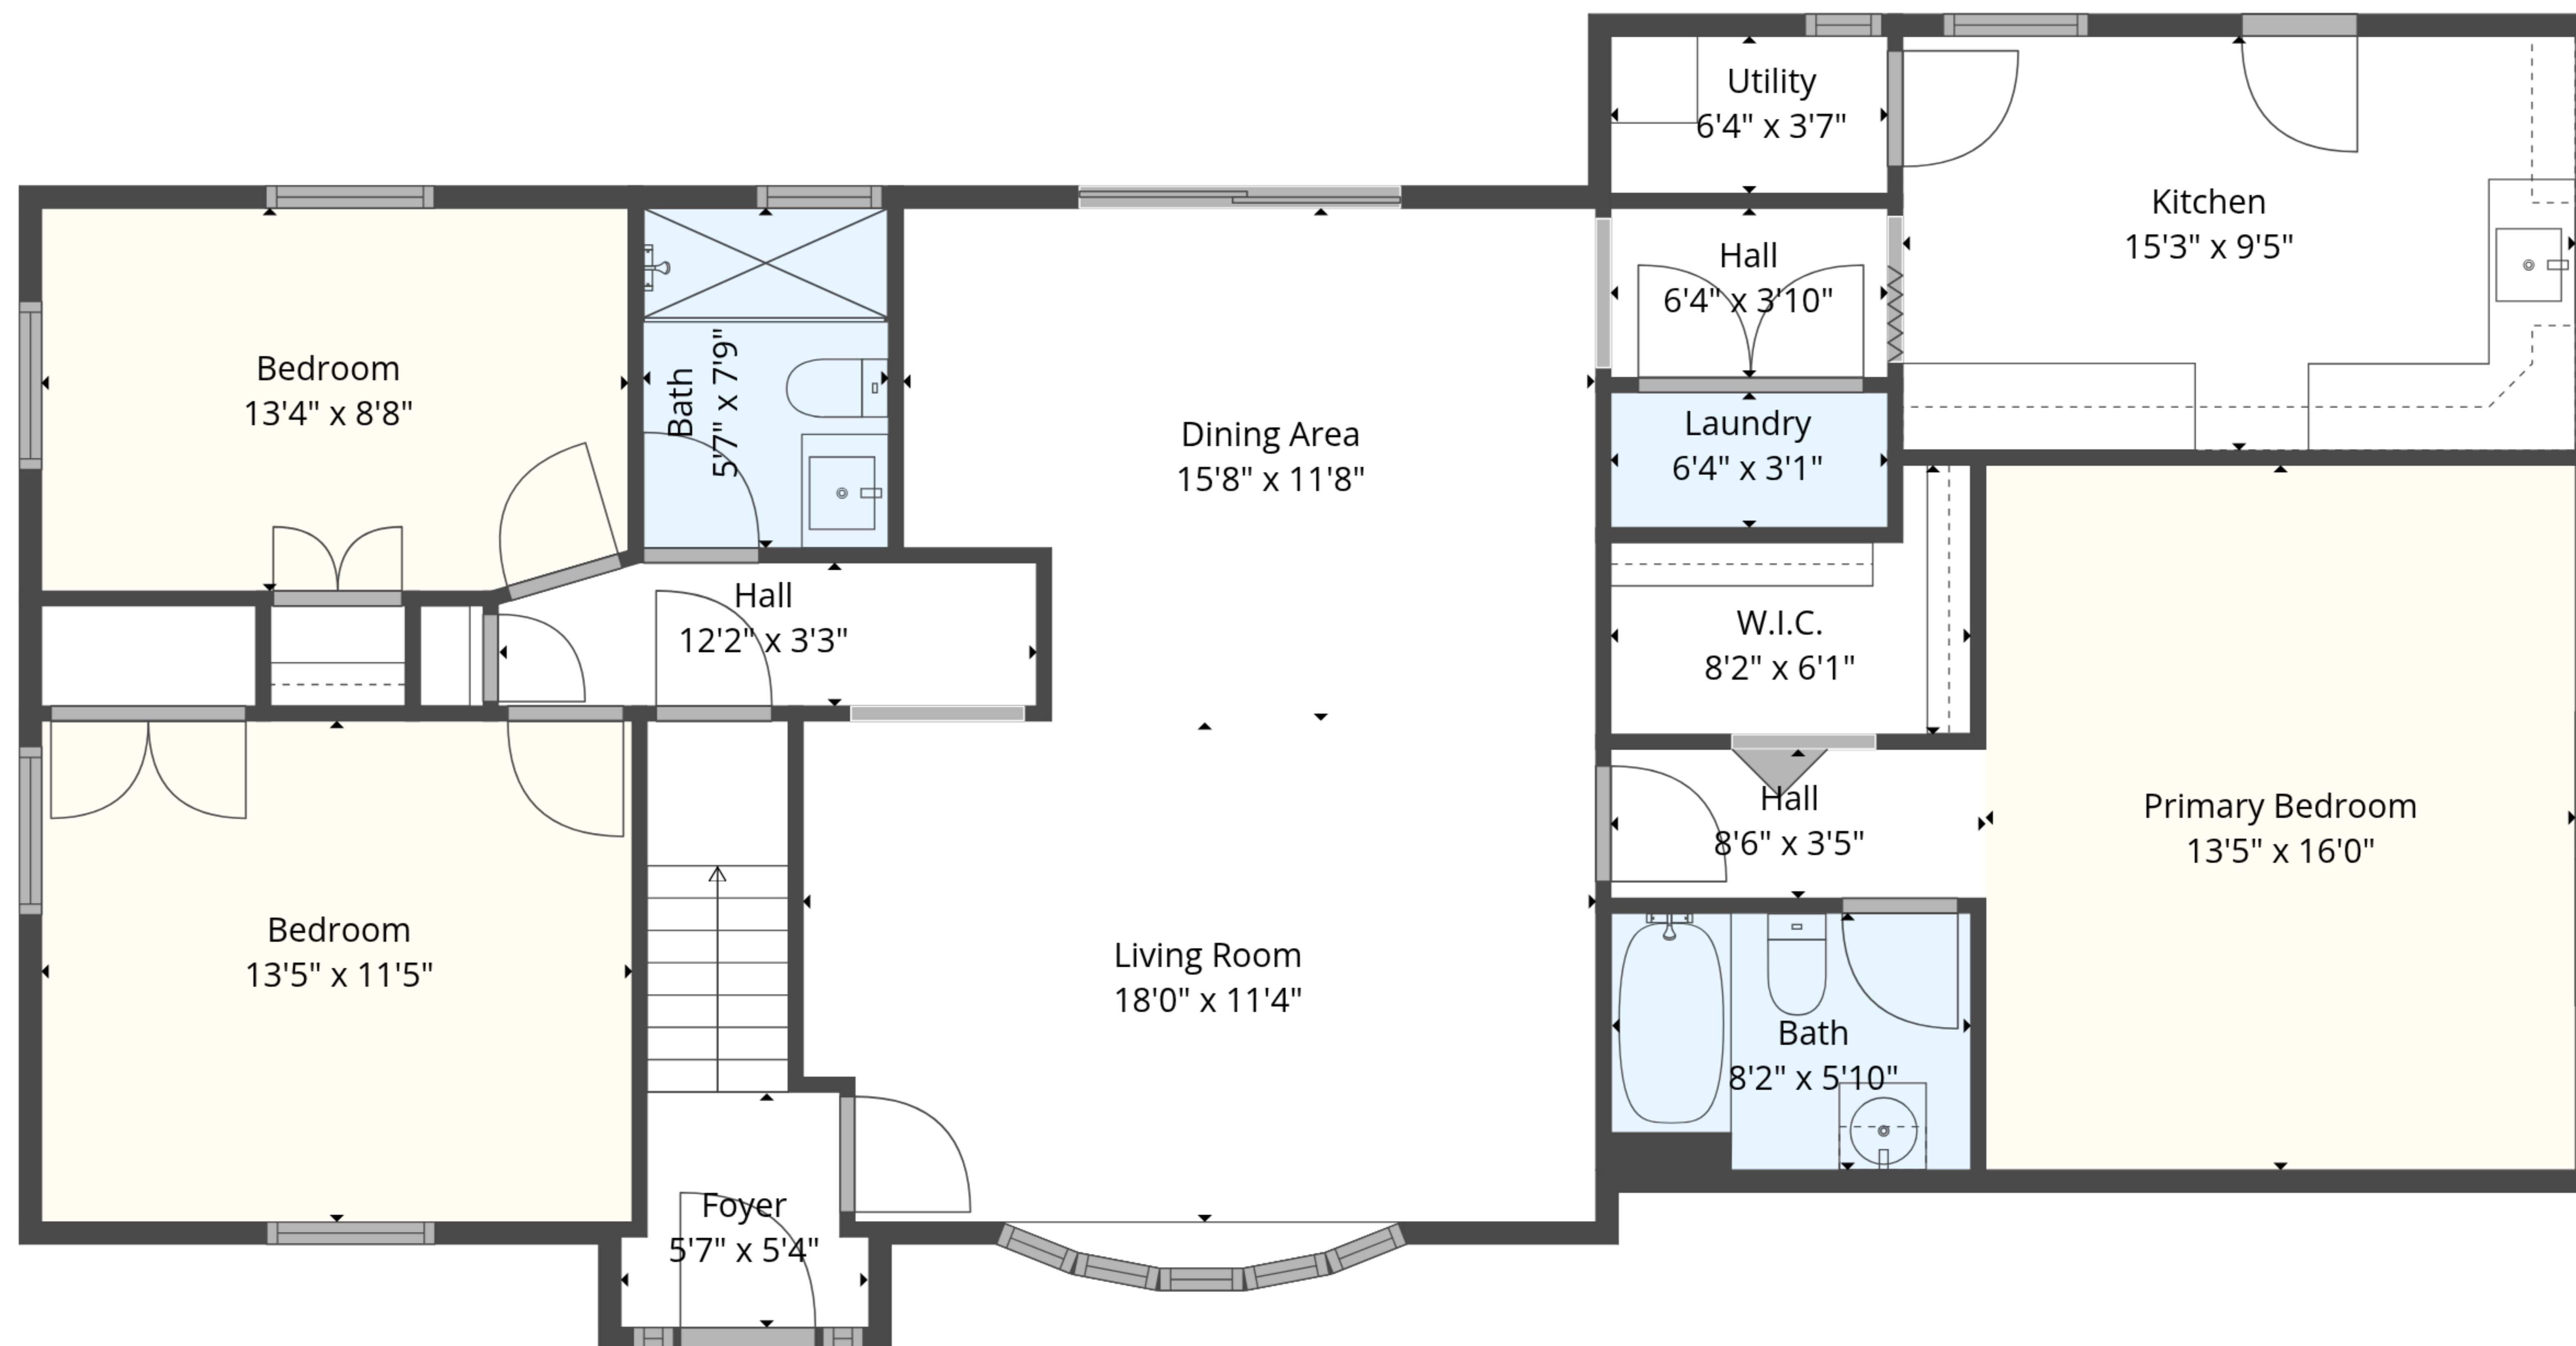 Utility
6'4" x 3'7"
Kitchen
15'3" x 9'5"
Hall
6'4" x 3'10"
Bedroom
13'4" x 8'8"
Bath
5'7" x 7'9"
Dining Area
15'8" x 11'8"
Laundry
6'4" x 3'1"
Hall
12'2" x 3'3"
W.I.C.
8'2" x 6'1"
Hall
8'6" x 3'5"
Primary Bedroom
13'5" x 16'0"
Bedroom
13'5" x 11'5"
Living Room
18'0" x 11'4"
Bath
8'2" x 5'10"
Foyer
5'7" x 5'4"